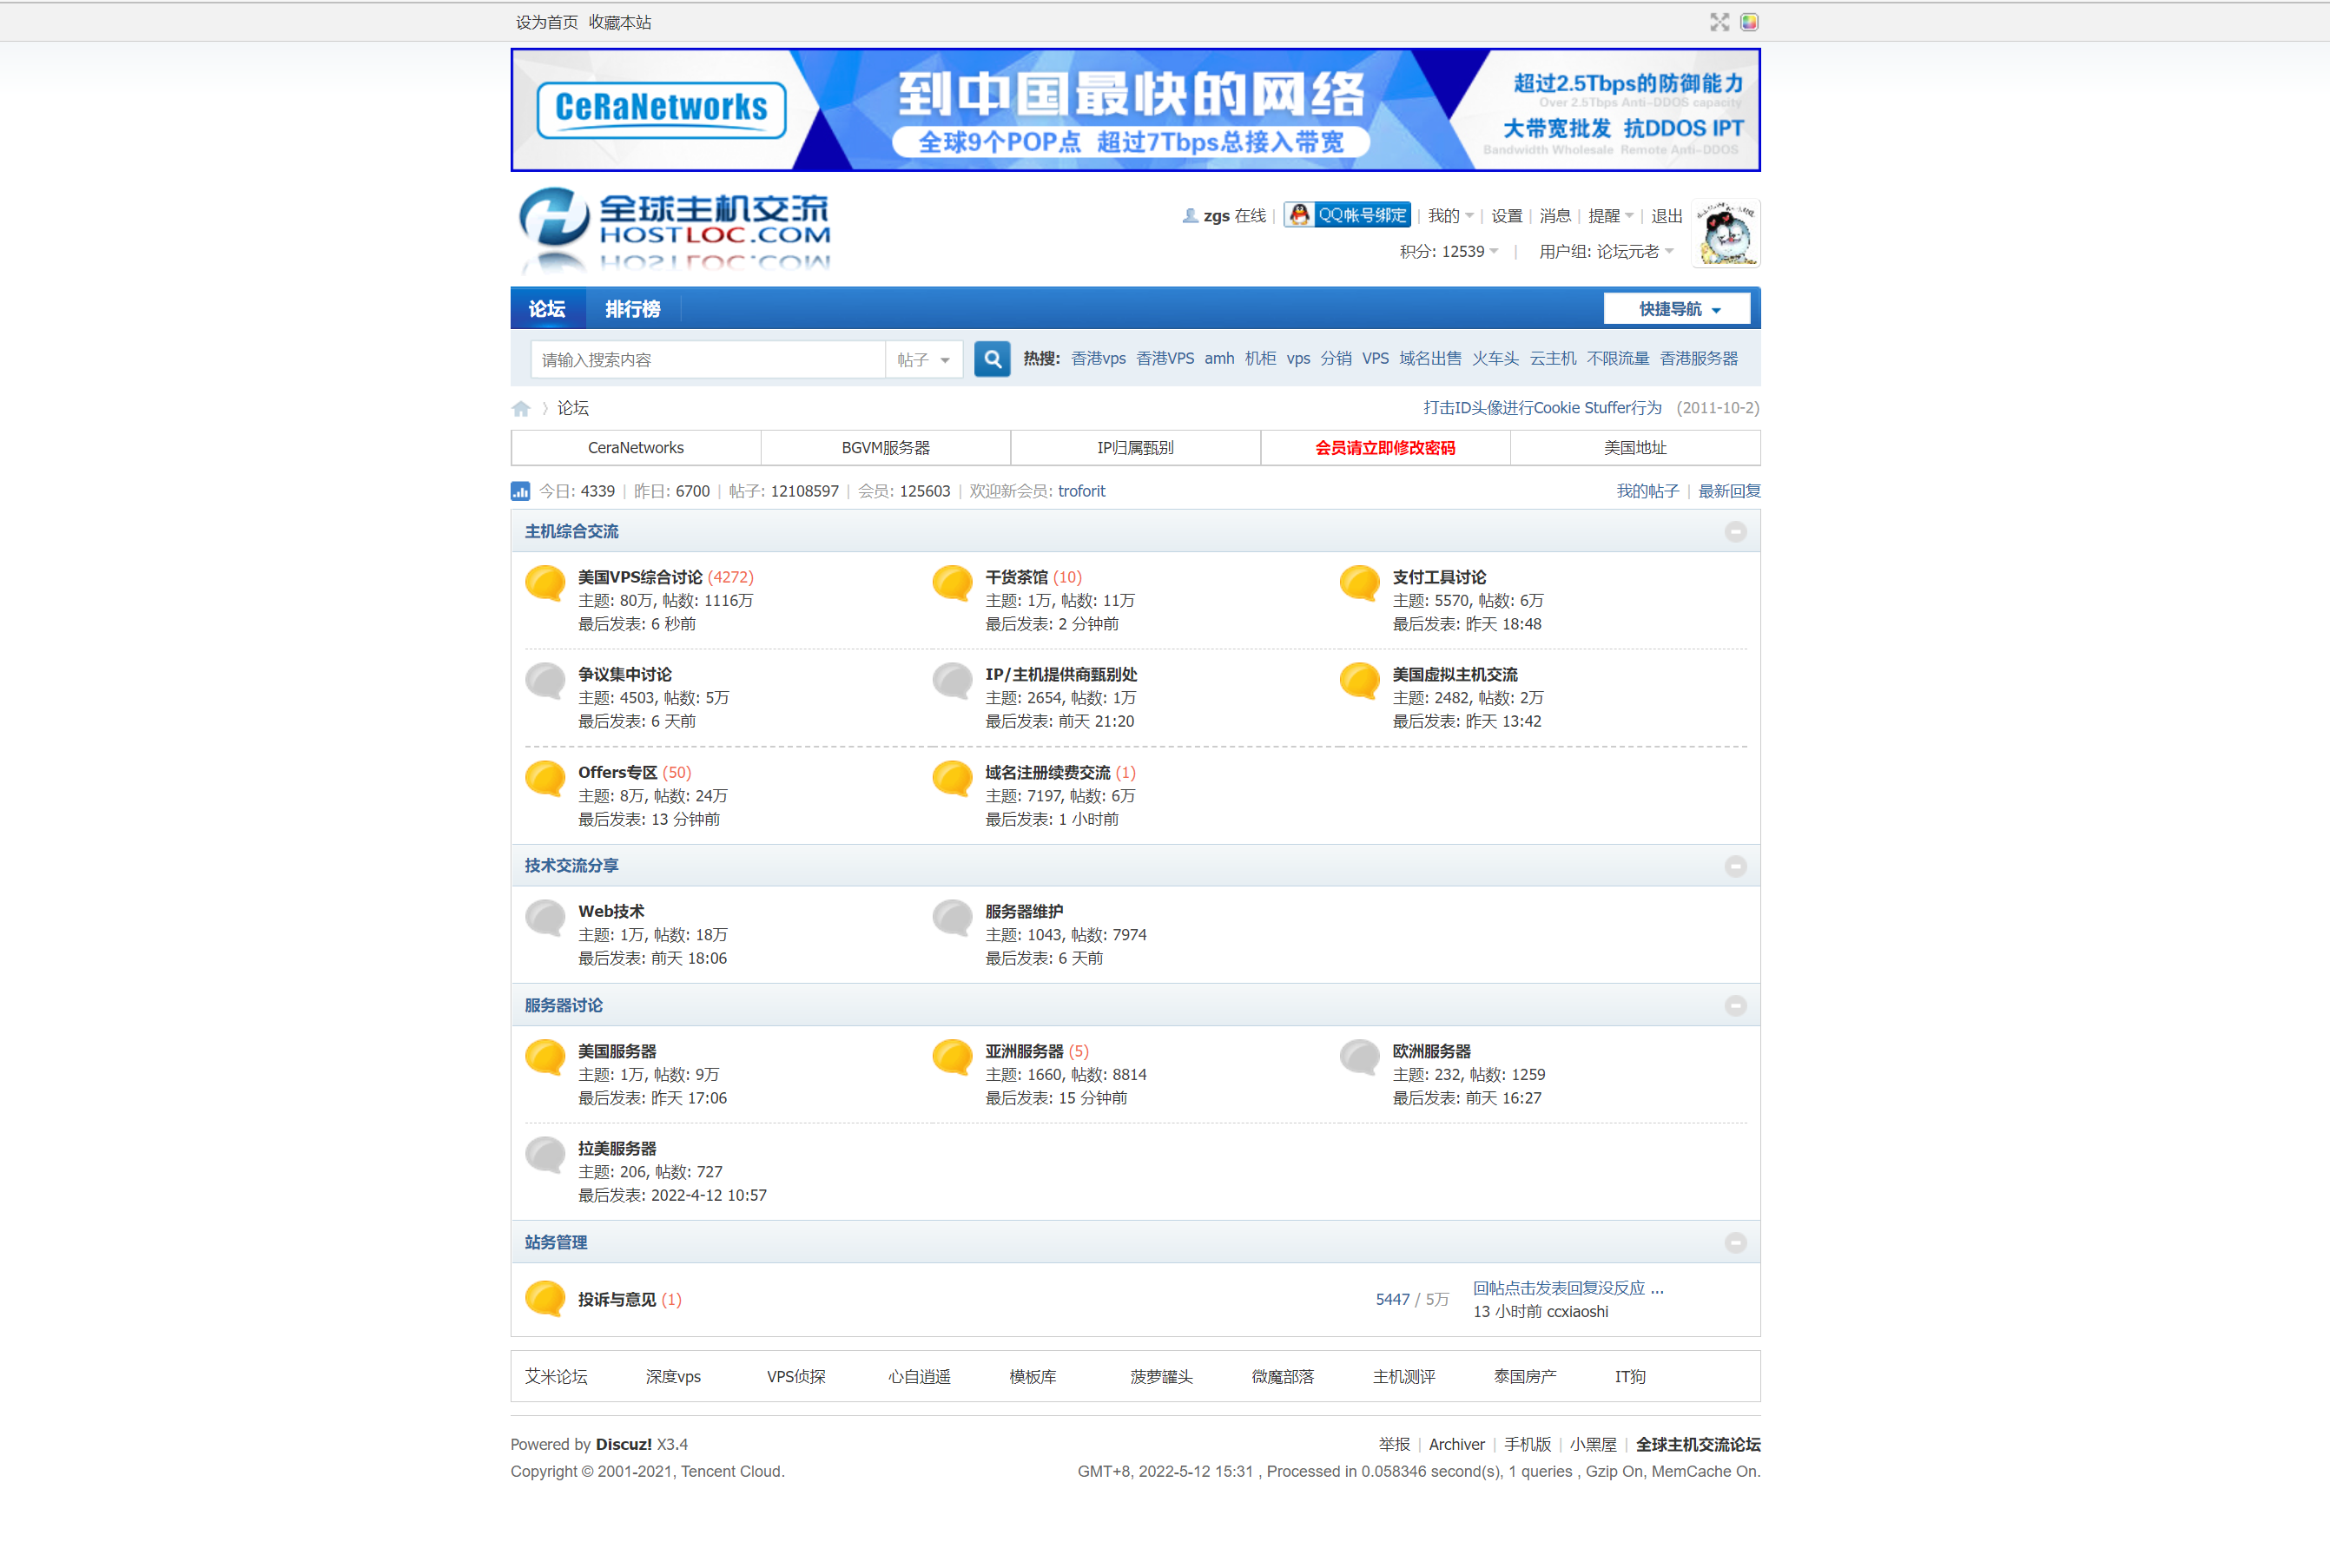 设为首页 收藏本站
CeRaNetworks
到中国最快的网络
全球9个POP点 超过7Tbps总接入带宽
超过2.5Tbps的防御能力
Over 2.5Tbps Anti-DDOS capacity
大带宽批发 抗DDOS IPT
Bandwidth Wholesale Remote Anti-DDOS
全球主机交流
HOSTLOC.COM
zgs 在线 | QQ帐号绑定 | 我的 | 设置 | 消息 | 提醒 | 退出
积分: 12539 | 用户组: 论坛元老
论坛 排行榜 快捷导航
请输入搜索内容 帖子 热搜: 香港vps 香港VPS amh 机柜 vps 分销 VPS 域名出售 火车头 云主机 不限流量 香港服务器
论坛 打击ID头像进行Cookie Stuffer行为 (2011-10-2)
CeraNetworks BGVM服务器 IP归属甄别 会员请立即修改密码 美国地址
今日: 4339 | 昨日: 6700 | 帖子: 12108597 | 会员: 125603 | 欢迎新会员: troforit 我的帖子 | 最新回复
主机综合交流
美国VPS综合讨论 (4272)
主题: 80万, 帖数: 1116万
最后发表: 6 秒前
干货茶馆 (10)
主题: 1万, 帖数: 11万
最后发表: 2 分钟前
支付工具讨论
主题: 5570, 帖数: 6万
最后发表: 昨天 18:48
争议集中讨论
主题: 4503, 帖数: 5万
最后发表: 6 天前
IP/主机提供商甄别处
主题: 2654, 帖数: 1万
最后发表: 前天 21:20
美国虚拟主机交流
主题: 2482, 帖数: 2万
最后发表: 昨天 13:42
Offers专区 (50)
主题: 8万, 帖数: 24万
最后发表: 13 分钟前
域名注册续费交流 (1)
主题: 7197, 帖数: 6万
最后发表: 1 小时前
技术交流分享
Web技术
主题: 1万, 帖数: 18万
最后发表: 前天 18:06
服务器维护
主题: 1043, 帖数: 7974
最后发表: 6 天前
服务器讨论
美国服务器
主题: 1万, 帖数: 9万
最后发表: 昨天 17:06
亚洲服务器 (5)
主题: 1660, 帖数: 8814
最后发表: 15 分钟前
欧洲服务器
主题: 232, 帖数: 1259
最后发表: 前天 16:27
拉美服务器
主题: 206, 帖数: 727
最后发表: 2022-4-12 10:57
站务管理
投诉与意见 (1)
5447 / 5万
回帖点击发表回复没反应 ...
13 小时前 ccxiaoshi
艾米论坛 深度vps VPS侦探 心自逍遥 模板库 菠萝罐头 微魔部落 主机测评 泰国房产 IT狗
Powered by Discuz! X3.4 举报 | Archiver | 手机版 | 小黑屋 | 全球主机交流论坛
Copyright © 2001-2021, Tencent Cloud. GMT+8, 2022-5-12 15:31 , Processed in 0.058346 second(s), 1 queries , Gzip On, MemCache On.